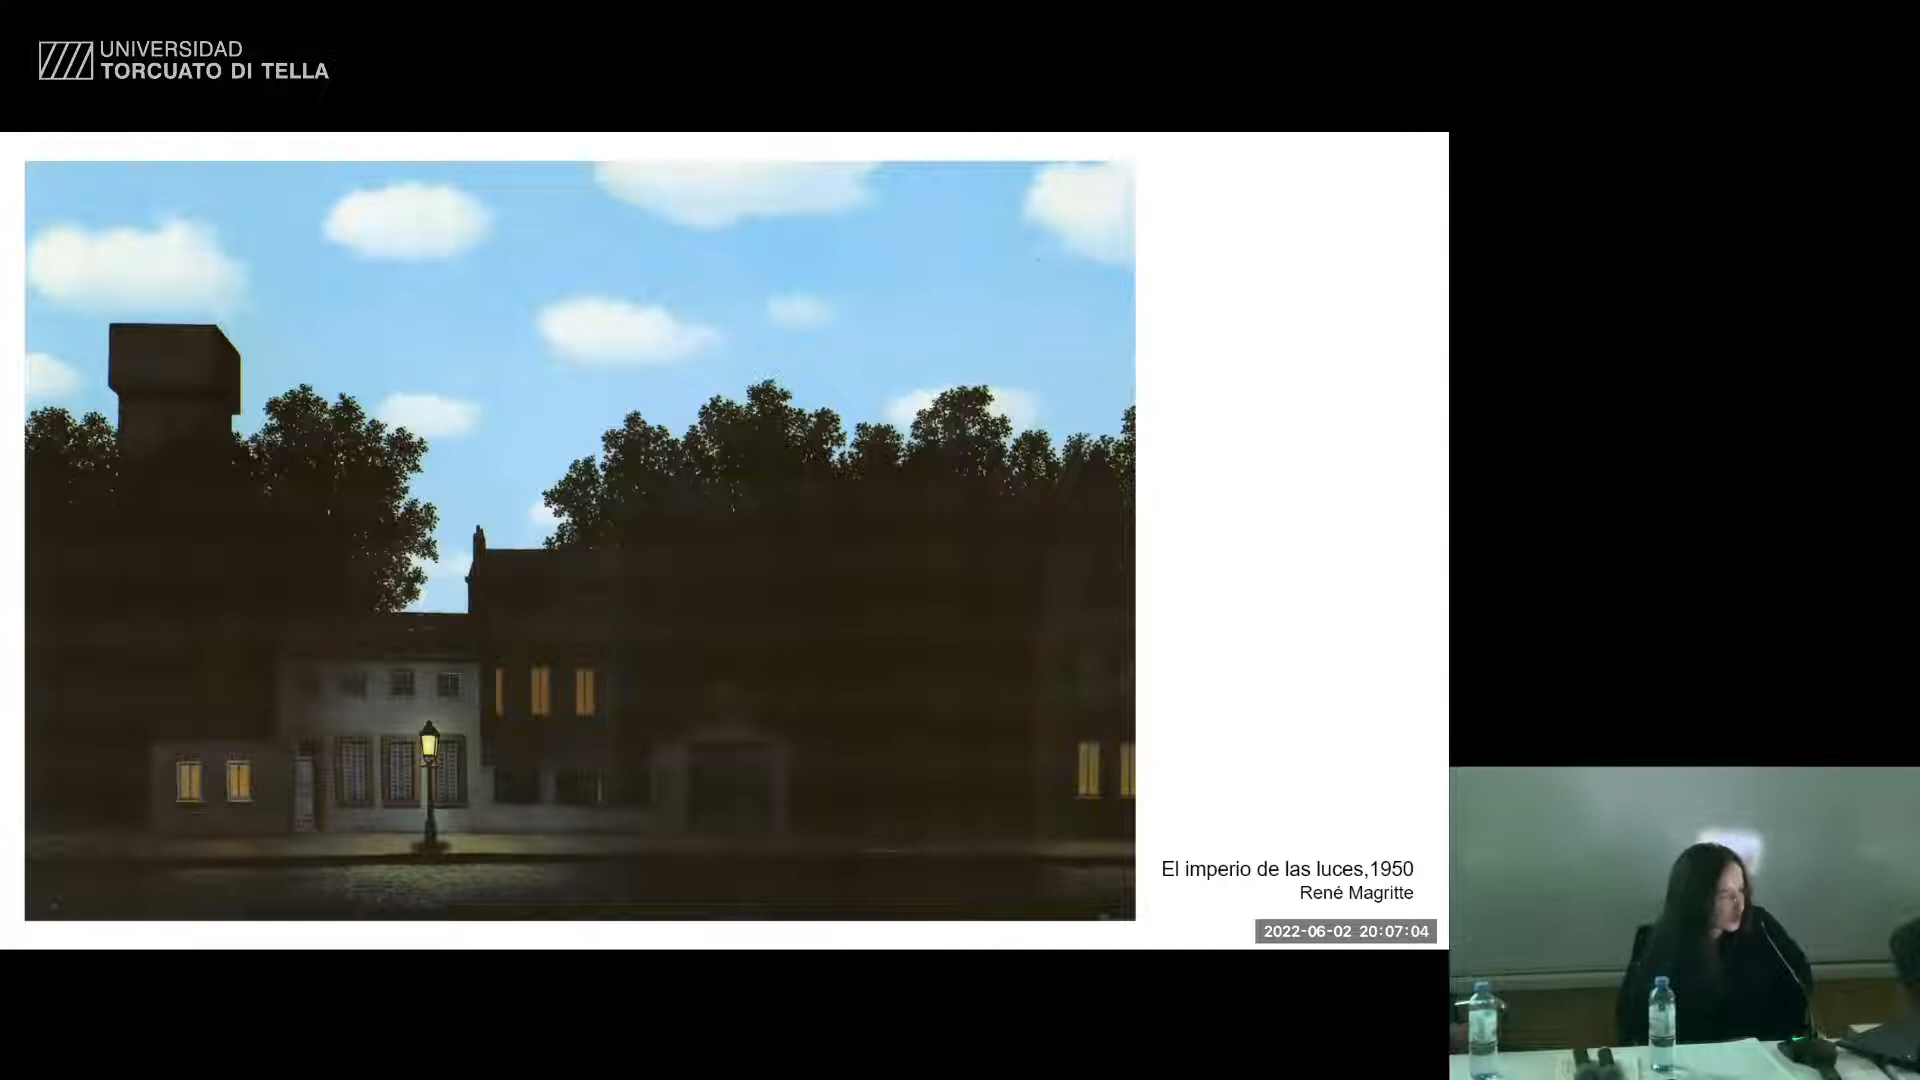 UNIVERSIDAD
TORCUATO DI TELLA
El imperio de las luces,1950
René Magritte
2022-06-02 20:07:04